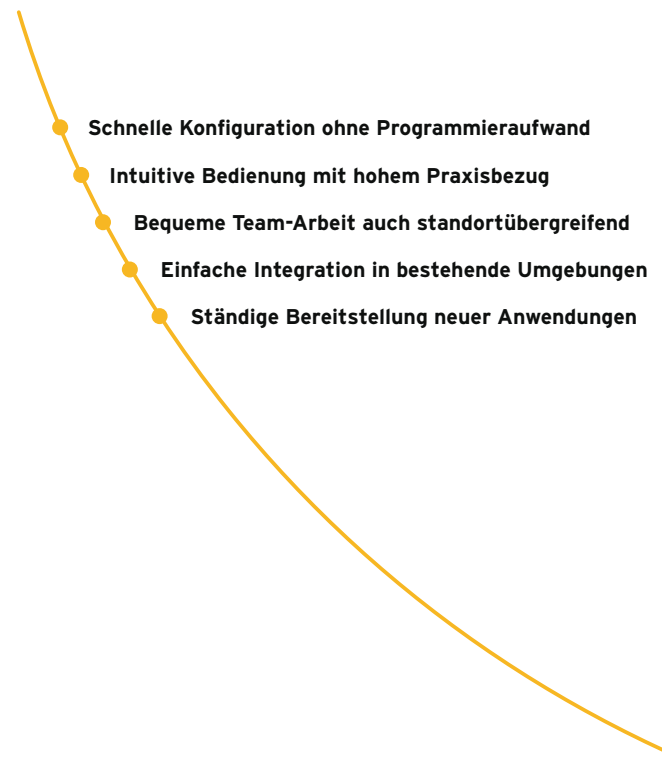 Schnelle Konfiguration ohne Programmieraufwand
Intuitive Bedienung mit hohem Praxisbezug
Bequeme Team-Arbeit auch standortübergreifend
Einfache Integration in bestehende Umgebungen
Ständige Bereitstellung neuer Anwendungen